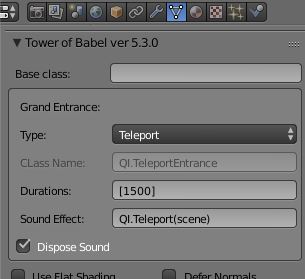 Tower of Babel ver 5.3.0
Base class:
Grand Entrance:
Type: Teleport
CLass Name: QI.TeleportEntrance
Durations: [1500]
Sound Effect: QI.Teleport(scene)
Dispose Sound
Use Flat Shading Defer Normals